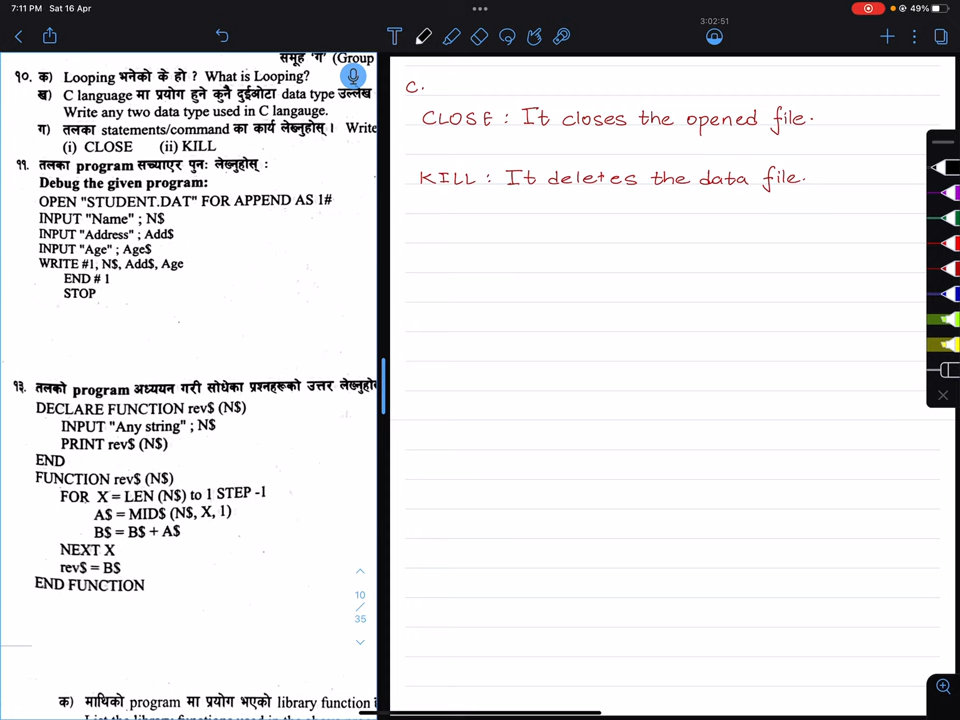 7:11 PM Sat 16 Apr
49%
3:02:51
समूह 'ग' (Group
१०. क) Looping भनेको के हो ? What is Looping?
ख) C language मा प्रयोग हुने कुनै दुईओटा data type उल्लेख
Write any two data type used in C langauge.
ग) तलका statements/command का कार्य लेख्नुहोस् । Write
(i) CLOSE (ii) KILL
११. तलका program सच्याएर पुनः लेख्नुहोस् :
Debug the given program:
OPEN "STUDENT.DAT" FOR APPEND AS 1#
INPUT "Name" ; N$
INPUT "Address" ; Add$
INPUT "Age" ; Age$
WRITE #1, N$, Add$, Age
END # 1
STOP
१३. तलको program अध्ययन गरी सोधेका प्रश्नहरूको उत्तर लेख्नुहो
DECLARE FUNCTION rev$ (N$)
INPUT "Any string" ; N$
PRINT rev$ (N$)
END
FUNCTION rev$ (N$)
FOR X = LEN (N$) to 1 STEP -1
A$ = MID$ (N$, X, 1)
B$ = B$ + A$
NEXT X
rev$ = B$
END FUNCTION
10
/
35
क) माथिको program मा प्रयोग भएको library function
C.
CLOSE : It closes the opened file.
KILL : It deletes the data file.